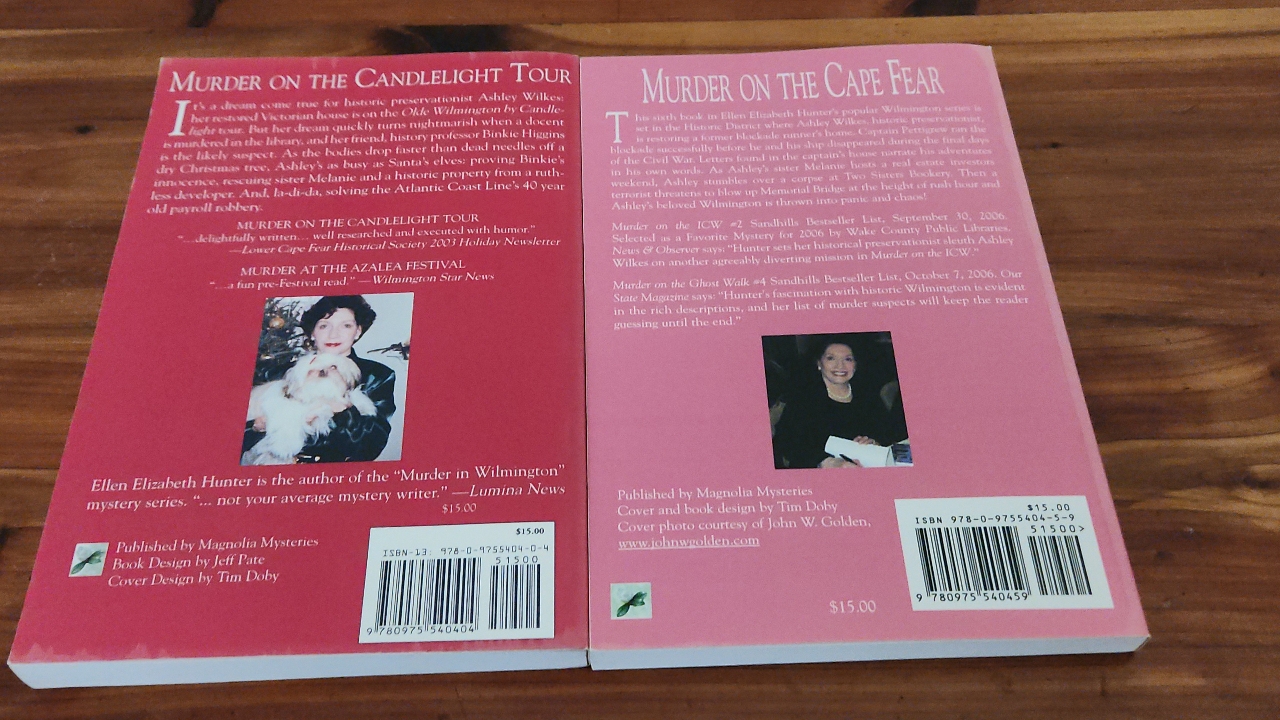 MURDER ON THE CANDLELIGHT TOUR
It's a dream come true for historic preservationist Ashley Wilkes:
her restored Victorian house is on the Olde Wilmington by Candle-
light tour. But her dream quickly turns nightmarish when a docent
is murdered in the library, and her friend, history professor Binkie Higgins
is the likely suspect. As the bodies drop faster than dead needles off a
dry Christmas tree, Ashley's as busy as Santa's elves: proving Binkie's
innocence, rescuing sister Melanie and a historic property from a ruth-
less developer. And, la-di-da, solving the Atlantic Coast Line's 40 year
old payroll robbery.
MURDER ON THE CANDLELIGHT TOUR
"...delightfully written... well researched and executed with humor."
—Lower Cape Fear Historical Society 2003 Holiday Newsletter
MURDER AT THE AZALEA FESTIVAL
"...a fun pre-Festival read." —Wilmington Star News
Ellen Elizabeth Hunter is the author of the "Murder in Wilmington"
mystery series. "... not your average mystery writer." —Lumina News
$15.00
Published by Magnolia Mysteries
Book Design by Jeff Pate
Cover Design by Tim Doby
$15.00
ISBN-13: 978-0-9755404-0-4
51500
9 780975 540404
MURDER ON THE CAPE FEAR
This sixth book in Ellen Elizabeth Hunter's popular Wilmington series is
set in the Historic District where Ashley Wilkes, historic preservationist,
is restoring a former blockade runner's home. Captain Pettigrew ran the
blockade successfully before he and his ship disappeared during the final days
of the Civil War. Letters found in the captain's house narrate his adventures
in his own words. As Ashley's sister Melanie hosts a real estate investors
weekend, Ashley stumbles over a corpse at Two Sisters Bookery. Then a
terrorist threatens to blow up Memorial Bridge at the height of rush hour and
Ashley's beloved Wilmington is thrown into panic and chaos!
Murder on the ICW #2 Sandhills Bestseller List, September 30, 2006.
Selected as a Favorite Mystery for 2006 by Wake County Public Libraries.
News & Observer says: "Hunter sets her historical preservationist sleuth Ashley
Wilkes on another agreeably diverting mission in Murder on the ICW."
Murder on the Ghost Walk #4 Sandhills Bestseller List, October 7, 2006. Our
State Magazine says: "Hunter's fascination with historic Wilmington is evident
in the rich descriptions, and her list of murder suspects will keep the reader
guessing until the end."
Published by Magnolia Mysteries
Cover and book design by Tim Doby
Cover photo courtesy of John W. Golden,
www.johnwgolden.com
$15.00
$15.00
ISBN 978-0-9755404-5-9
51500>
9 780975 540459